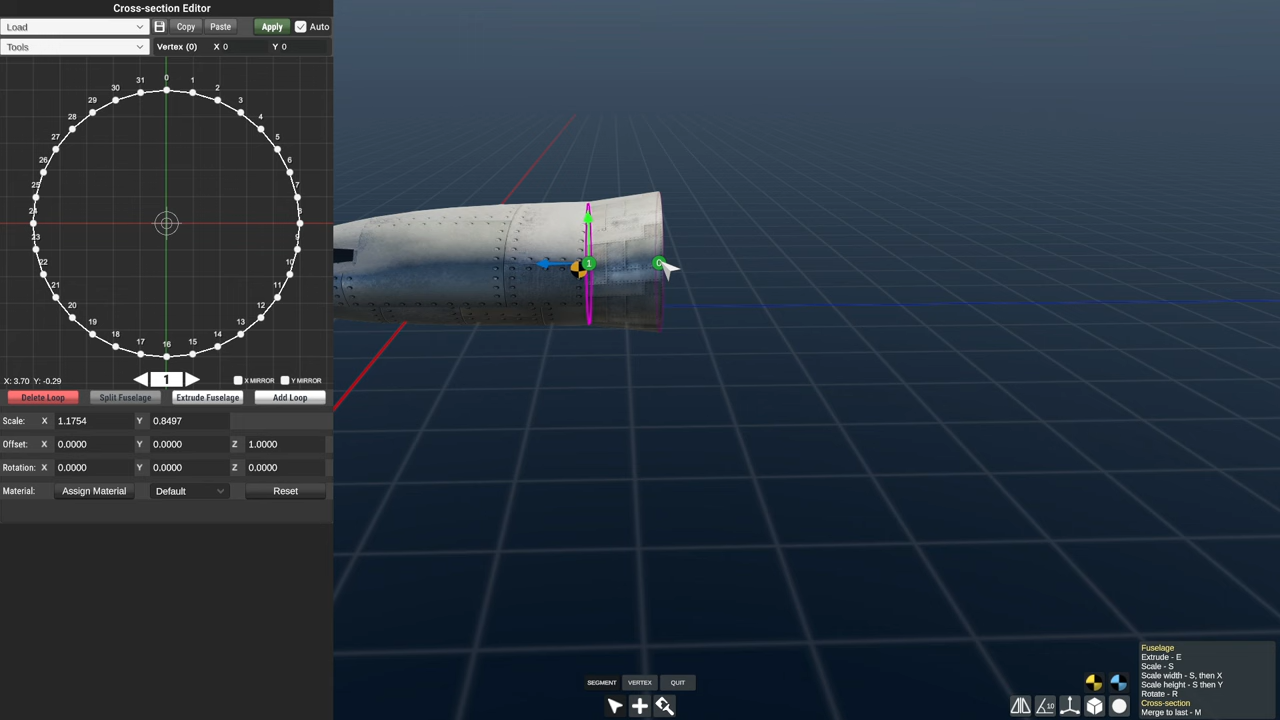 Cross-section Editor
Load Copy Paste Apply Auto
Tools Vertex (0) X 0 Y 0
0
31 1
30 2
29 3
28 4
27 5
26 6
25 7
24 8
23 9
22 10
21 11
20 12
19 13
18 14
17 15
16
X: 3.70 Y: -0.29 1 X MIRROR Y MIRROR
Delete Loop Split Fuselage Extrude Fuselage Add Loop
Scale: X 1.1754 Y 0.8497
Offset: X 0.0000 Y 0.0000 Z 1.0000
Rotation: X 0.0000 Y 0.0000 Z 0.0000
Material: Assign Material Default Reset
1 0
SEGMENT VERTEX QUIT
10
Fuselage
Extrude - E
Scale - S
Scale width - S, then X
Scale height - S then Y
Rotate - R
Cross-section
Merge to last - M